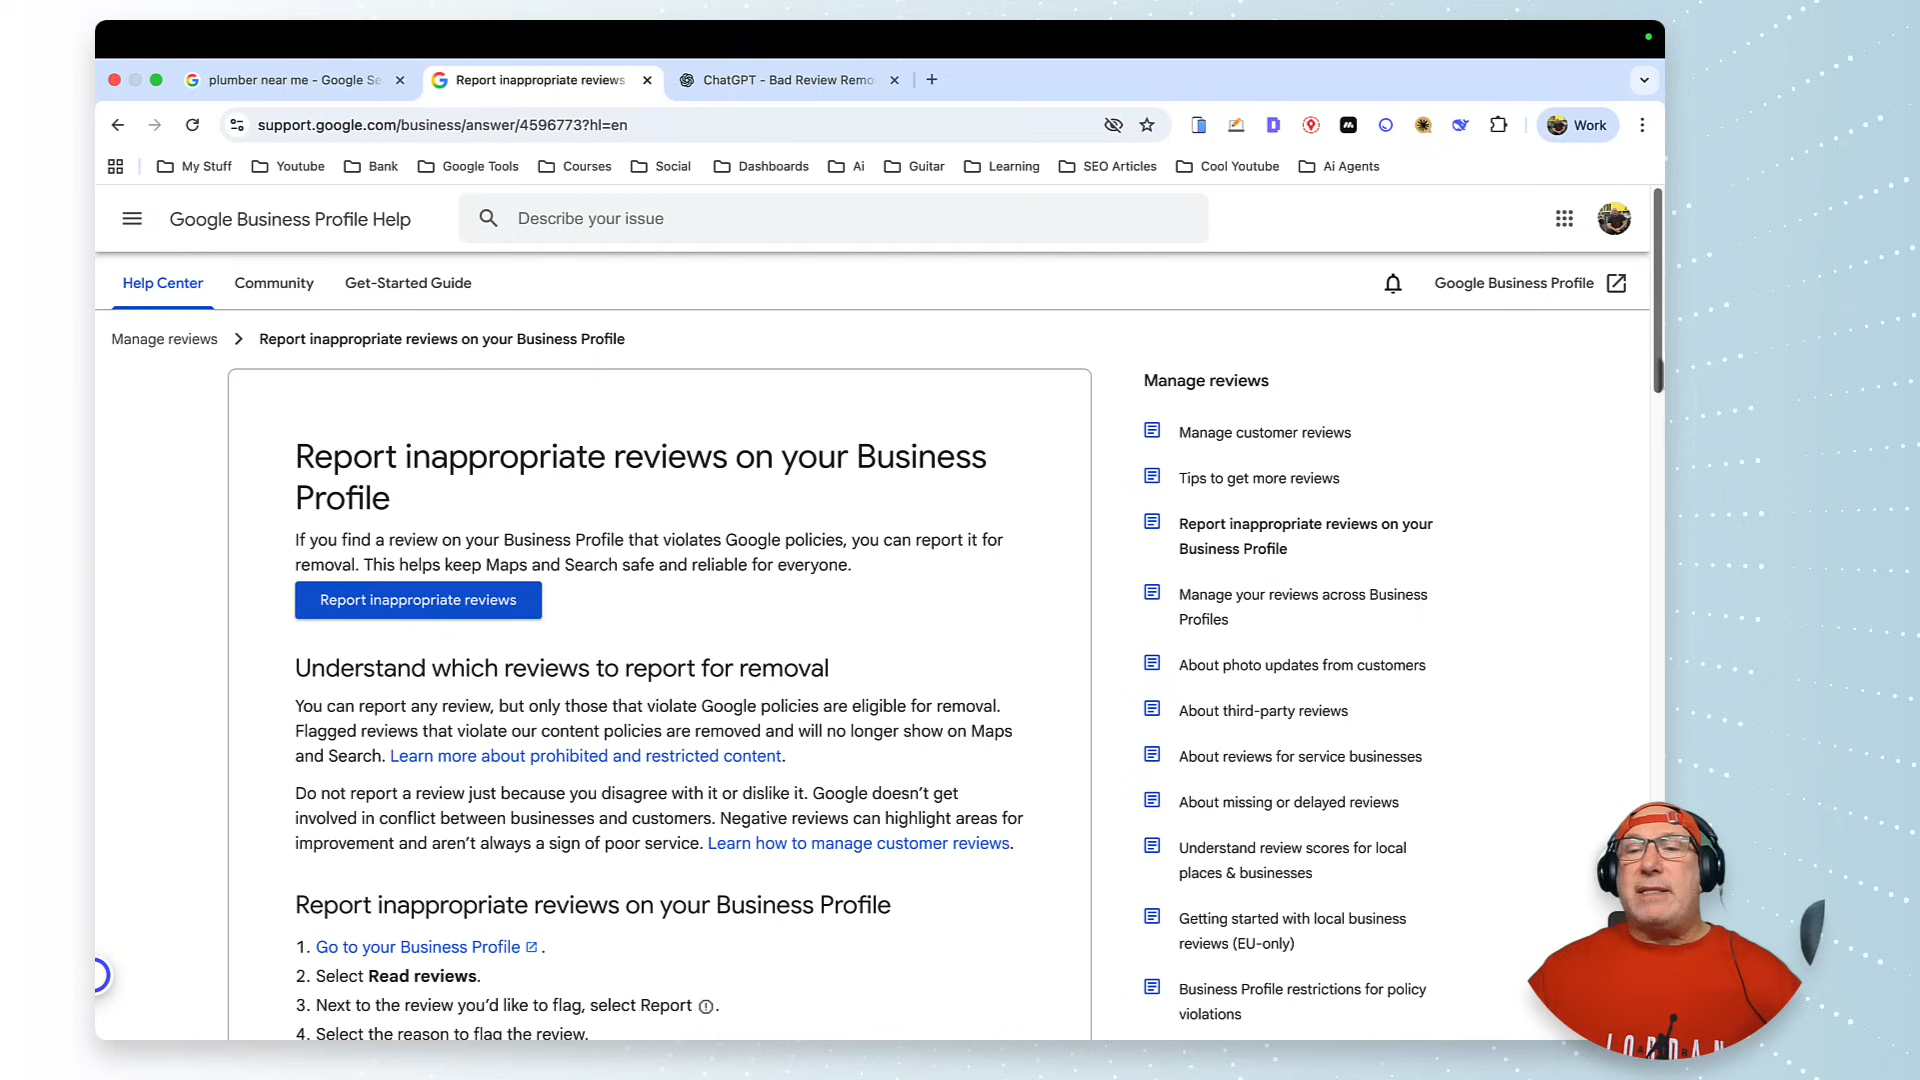 plumber near me - Google Se
Report inappropriate reviews
ChatGPT - Bad Review Remo
support.google.com/business/answer/4596773?hl=en
Work
My Stuff
Youtube
Bank
Google Tools
Courses
Social
Dashboards
Ai
Guitar
Learning
SEO Articles
Cool Youtube
Ai Agents
Google Business Profile Help
Describe your issue
Help Center
Community
Get-Started Guide
Google Business Profile
Manage reviews
Report inappropriate reviews on your Business Profile
Report inappropriate reviews on your Business
Profile
If you find a review on your Business Profile that violates Google policies, you can report it for
removal. This helps keep Maps and Search safe and reliable for everyone.
Report inappropriate reviews
Understand which reviews to report for removal
You can report any review, but only those that violate Google policies are eligible for removal.
Flagged reviews that violate our content policies are removed and will no longer show on Maps
and Search. Learn more about prohibited and restricted content.
Do not report a review just because you disagree with it or dislike it. Google doesn't get
involved in conflict between businesses and customers. Negative reviews can highlight areas for
improvement and aren't always a sign of poor service. Learn how to manage customer reviews.
Report inappropriate reviews on your Business Profile
1. Go to your Business Profile .
2. Select Read reviews.
3. Next to the review you'd like to flag, select Report .
4. Select the reason to flag the review.
Manage reviews
Manage customer reviews
Tips to get more reviews
Report inappropriate reviews on your
Business Profile
Manage your reviews across Business
Profiles
About photo updates from customers
About third-party reviews
About reviews for service businesses
About missing or delayed reviews
Understand review scores for local
places & businesses
Getting started with local business
reviews (EU-only)
Business Profile restrictions for policy
violations
JORDAN